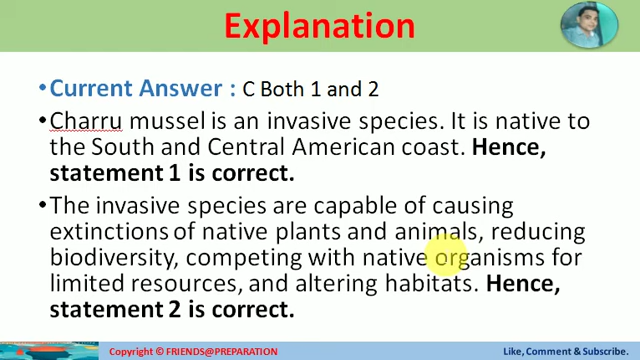 Explanation
•Current Answer : C Both 1 and 2
•Charru mussel is an invasive species. It is native to
the South and Central American coast. Hence,
statement 1 is correct.
•The invasive species are capable of causing
extinctions of native plants and animals, reducing
biodiversity, competing with native organisms for
limited resources, and altering habitats. Hence,
statement 2 is correct.
Copyright © FRIENDS@PREPARATION
Like, Comment & Subscribe.